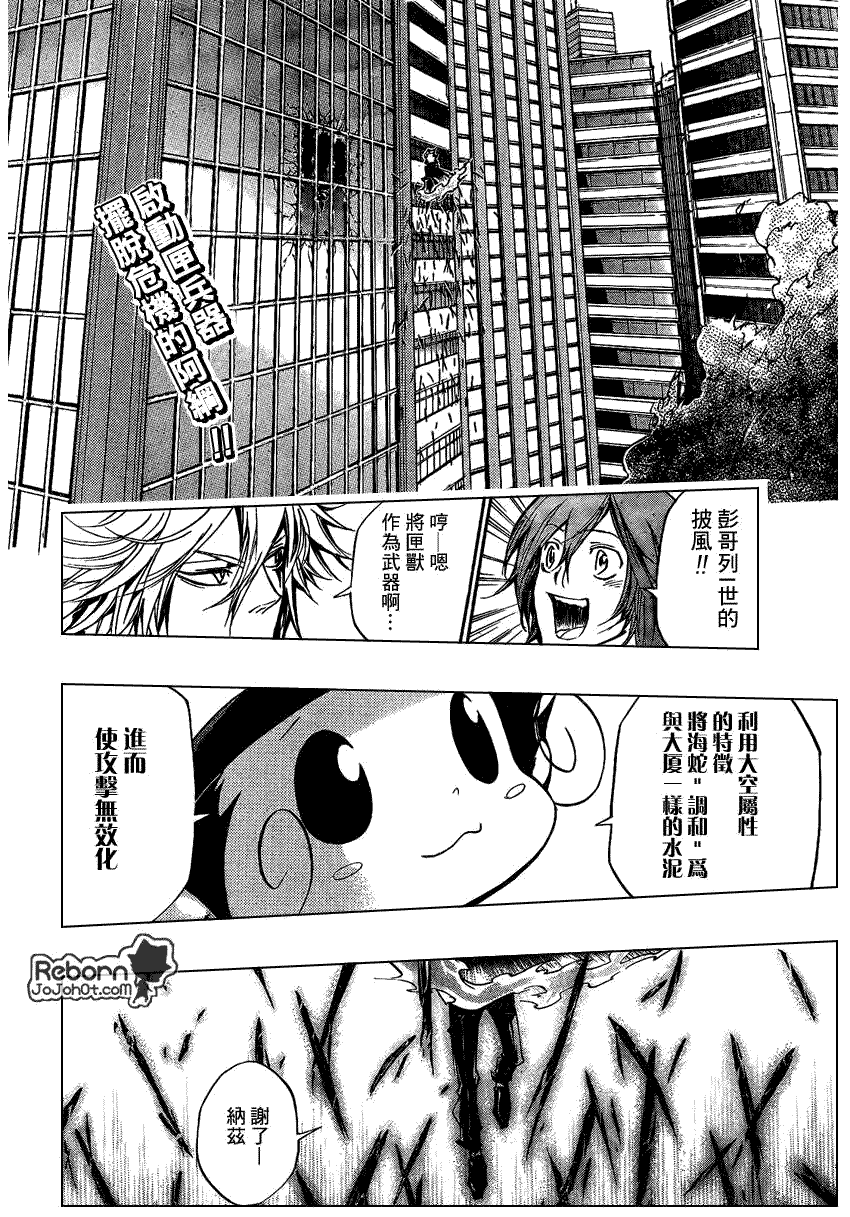 啟動匣兵器
擺脫危機的阿綱!!
彭哥列一世的
披風!!
哼—嗯
將匣獸
作為武器啊…
利用大空屬性
的特徵
將海蛇"調和"為
與大廈一樣的水泥
進而
使攻擊無效化
Reborn
JoJohOt.com
謝了—
納茲